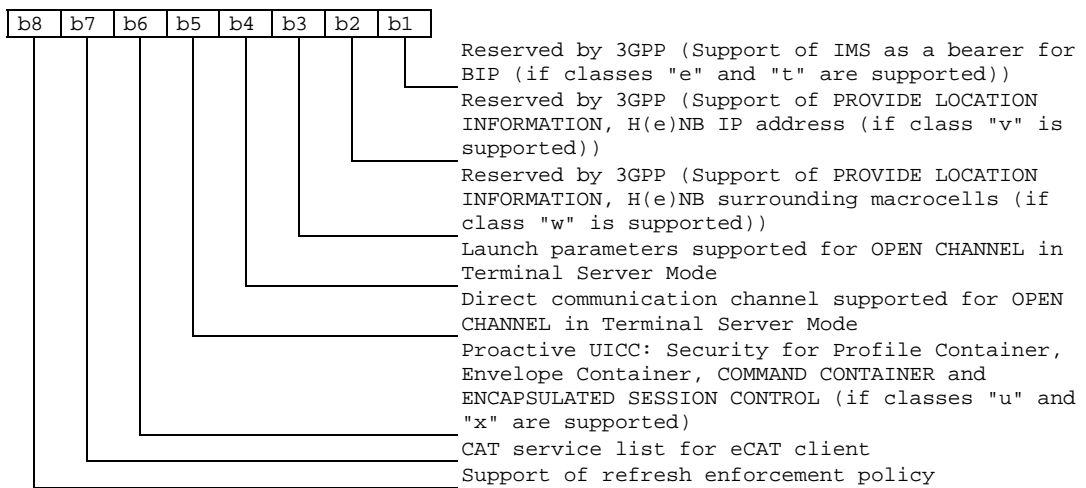 b8 b7 b6 b5 b4 b3 b2 b1
Reserved by 3GPP (Support of IMS as a bearer for
BIP (if classes "e" and "t" are supported))
Reserved by 3GPP (Support of PROVIDE LOCATION
INFORMATION, H(e)NB IP address (if class "v" is
supported))
Reserved by 3GPP (Support of PROVIDE LOCATION
INFORMATION, H(e)NB surrounding macrocells (if
class "w" is supported))
Launch parameters supported for OPEN CHANNEL in
Terminal Server Mode
Direct communication channel supported for OPEN
CHANNEL in Terminal Server Mode
Proactive UICC: Security for Profile Container,
Envelope Container, COMMAND CONTAINER and
ENCAPSULATED SESSION CONTROL (if classes "u" and
"x" are supported)
CAT service list for eCAT client
Support of refresh enforcement policy